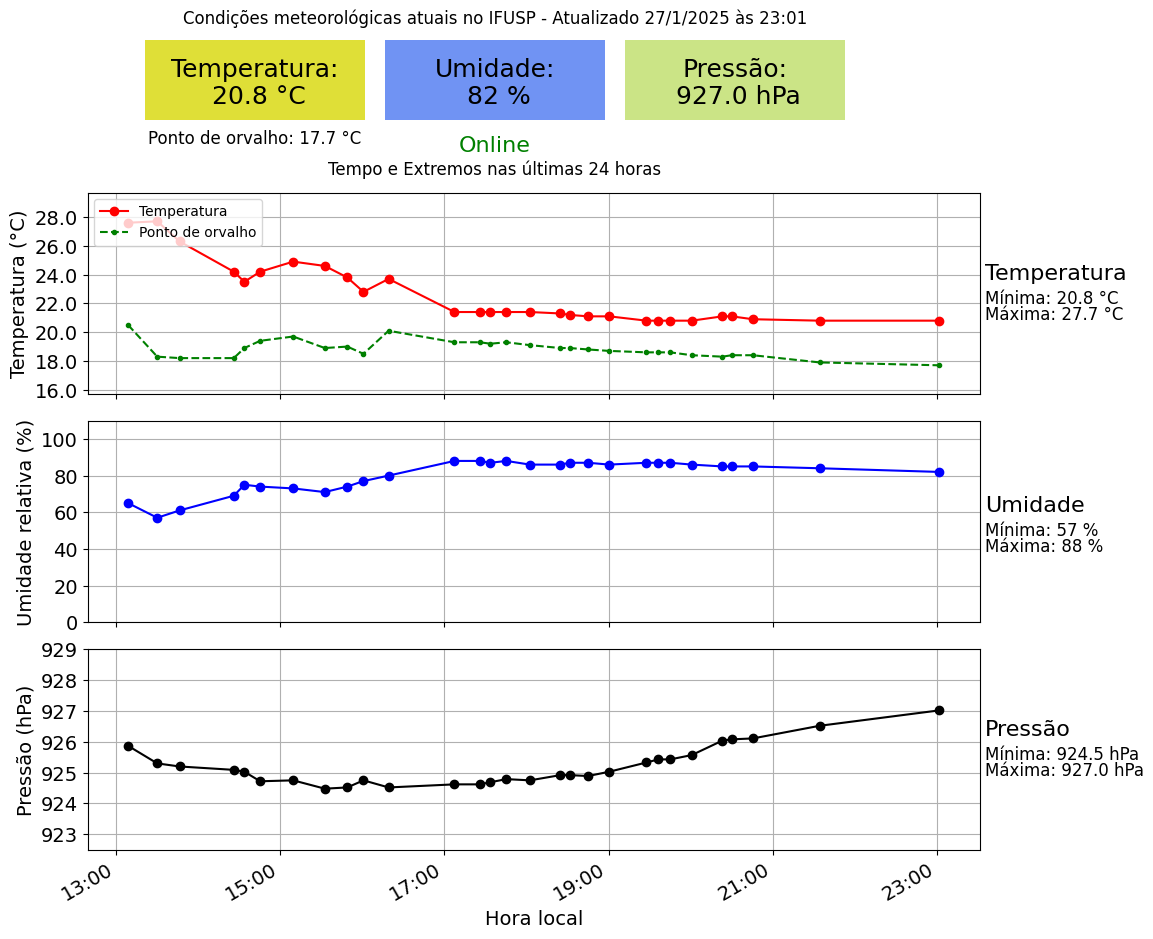 Condições meteorológicas atuais no IFUSP - Atualizado 27/1/2025 às 23:01
Temperatura:
20.8 °C
Umidade:
82 %
Pressão:
927.0 hPa
Ponto de orvalho: 17.7 °C
Online
Tempo e Extremos nas últimas 24 horas
Temperatura (°C)
28.0
26.0
24.0
22.0
20.0
18.0
16.0
Temperatura
Ponto de orvalho
Temperatura
Mínima: 20.8 °C
Máxima: 27.7 °C
Umidade relativa (%)
100
80
60
40
20
0
Umidade
Mínima: 57 %
Máxima: 88 %
Pressão (hPa)
929
928
927
926
925
924
923
Pressão
Mínima: 924.5 hPa
Máxima: 927.0 hPa
13:00
15:00
17:00
19:00
21:00
23:00
Hora local